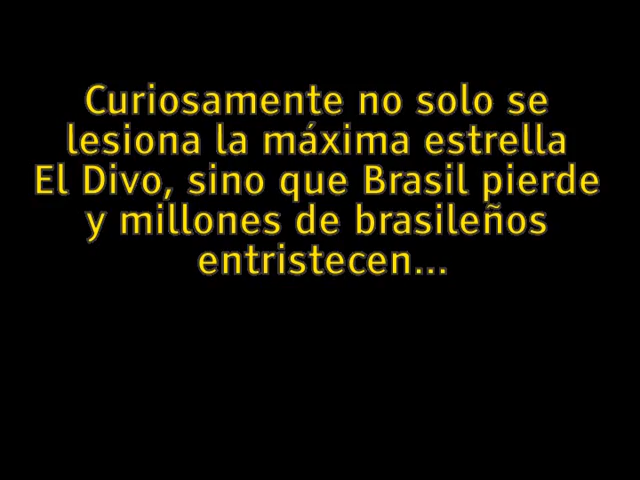 Curiosamente no solo se
lesiona la máxima estrella
El Divo, sino que Brasil pierde
y millones de brasileños
entristecen...